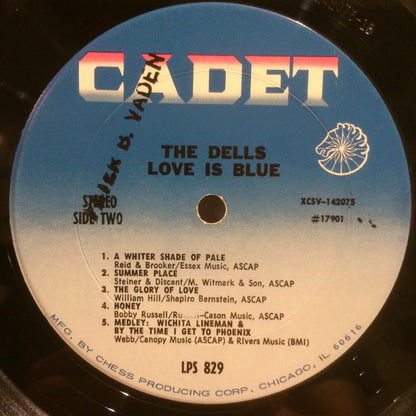 CADET
THE DELLS
LOVE IS BLUE
STEREO
SIDE TWO
XCSV-142075
#17901
1. A WHITER SHADE OF PALE
Reid & Brooker/Essex Music, ASCAP
2. SUMMER PLACE
Steiner & Discant/M. Witmark & Son, ASCAP
3. THE GLORY OF LOVE
William Hill/Shapiro Bernstein, ASCAP
4. HONEY
Bobby Russell/ -Cason Music, ASCAP
5. MEDLEY: WICHITA LINEMAN &
BY THE TIME I GET TO PHOENIX
Webb/Canopy Music (ASCAP) & Rivers Music (BMI)
LPS 829
MFG. BY CHESS PRODUCING CORP. CHICAGO, IL 60616
B. VADEN